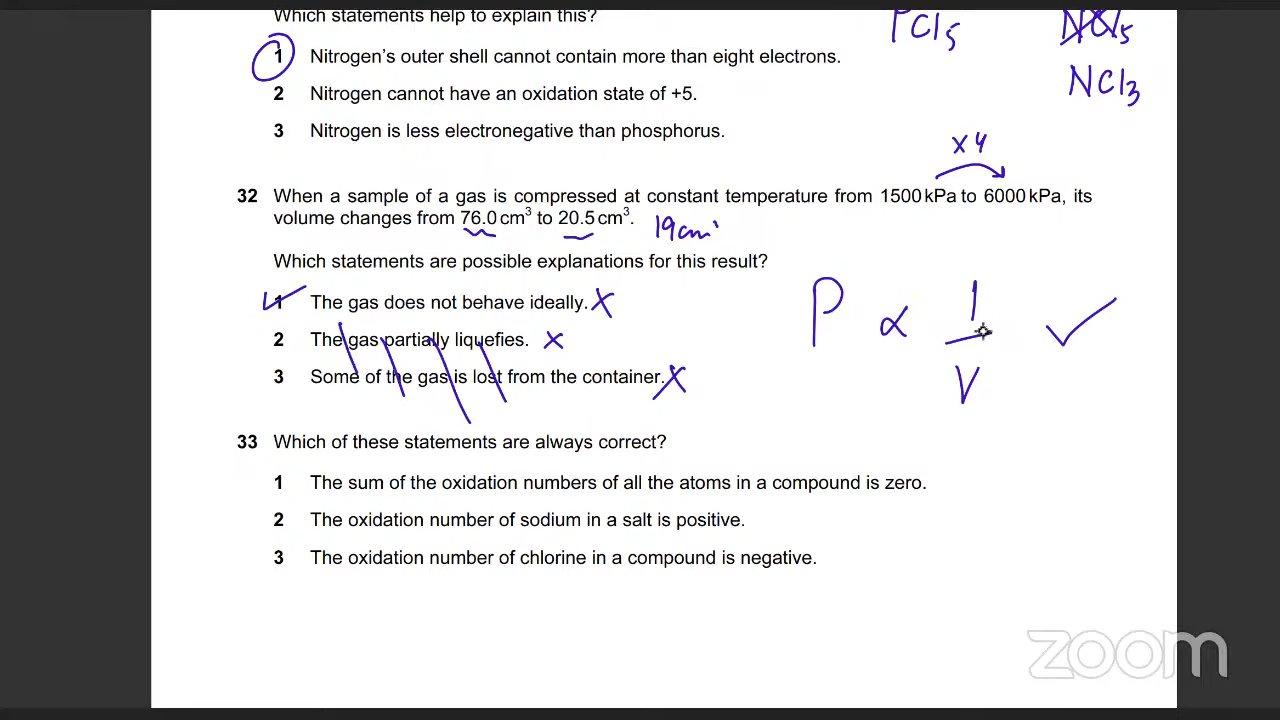 Which statements help to explain this?
PCl5 NCl5
1 Nitrogen's outer shell cannot contain more than eight electrons.
NCl3
2 Nitrogen cannot have an oxidation state of +5.
3 Nitrogen is less electronegative than phosphorus.
x4
32 When a sample of a gas is compressed at constant temperature from 1500 kPa to 6000 kPa, its
volume changes from 76.0 cm³ to 20.5 cm³. 19cm³
Which statements are possible explanations for this result?
1 The gas does not behave ideally. x
2 The gas partially liquefies. x
3 Some of the gas is lost from the container. x
P ∝ 1/V ✓
33 Which of these statements are always correct?
1 The sum of the oxidation numbers of all the atoms in a compound is zero.
2 The oxidation number of sodium in a salt is positive.
3 The oxidation number of chlorine in a compound is negative.
zoom